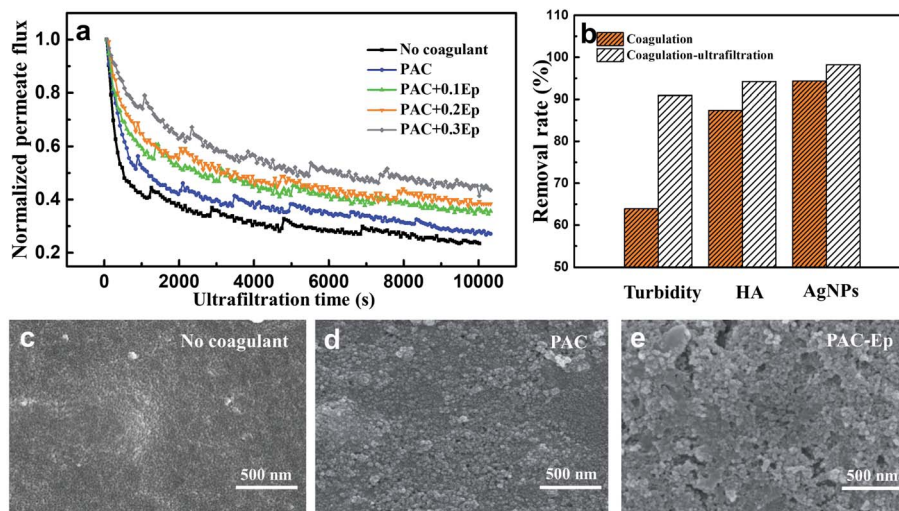 a
No coagulant
PAC
PAC+0.1Ep
PAC+0.2Ep
PAC+0.3Ep
Normalized permeate flux
1.0
0.8
0.6
0.4
0.2
0 2000 4000 6000 8000 10000
Ultrafiltration time (s)
b
Coagulation
Coagulation-ultrafiltration
Removal rate (%)
110
100
90
80
70
60
50
Turbidity HA AgNPs
c No coagulant
500 nm
d PAC
500 nm
e PAC-Ep
500 nm